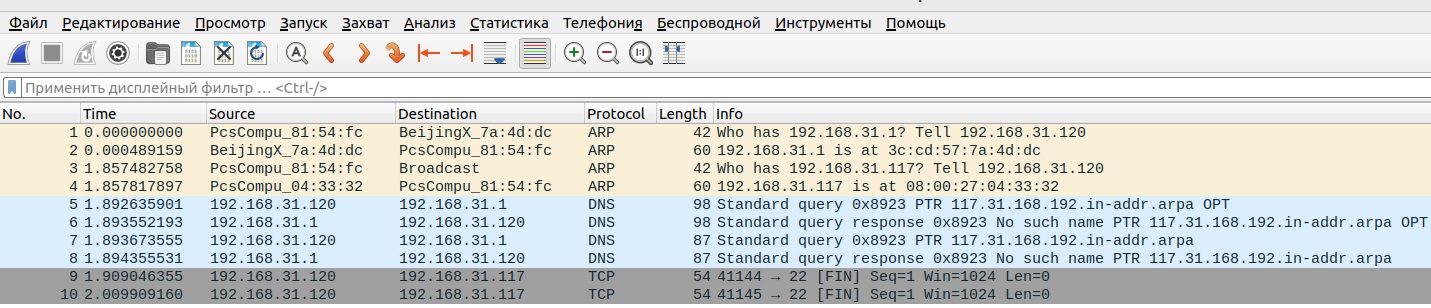 Файл Редактирование Просмотр Запуск Захват Анализ Статистика Телефония Беспроводной Инструменты Помощь
Применить дисплейный фильтр … <Ctrl-/>
No. Time Source Destination Protocol Length Info
1 0.000000000 PcsCompu_81:54:fc BeijingX_7a:4d:dc ARP 42 Who has 192.168.31.1? Tell 192.168.31.120
2 0.000489159 BeijingX_7a:4d:dc PcsCompu_81:54:fc ARP 60 192.168.31.1 is at 3c:cd:57:7a:4d:dc
3 1.857482758 PcsCompu_81:54:fc Broadcast ARP 42 Who has 192.168.31.117? Tell 192.168.31.120
4 1.857817897 PcsCompu_04:33:32 PcsCompu_81:54:fc ARP 60 192.168.31.117 is at 08:00:27:04:33:32
5 1.892635901 192.168.31.120 192.168.31.1 DNS 98 Standard query 0x8923 PTR 117.31.168.192.in-addr.arpa OPT
6 1.893552193 192.168.31.1 192.168.31.120 DNS 98 Standard query response 0x8923 No such name PTR 117.31.168.192.in-addr.arpa OPT
7 1.893673555 192.168.31.120 192.168.31.1 DNS 87 Standard query 0x8923 PTR 117.31.168.192.in-addr.arpa
8 1.894355531 192.168.31.1 192.168.31.120 DNS 87 Standard query response 0x8923 No such name PTR 117.31.168.192.in-addr.arpa
9 1.909046355 192.168.31.120 192.168.31.117 TCP 54 41144 → 22 [FIN] Seq=1 Win=1024 Len=0
10 2.009909160 192.168.31.120 192.168.31.117 TCP 54 41145 → 22 [FIN] Seq=1 Win=1024 Len=0